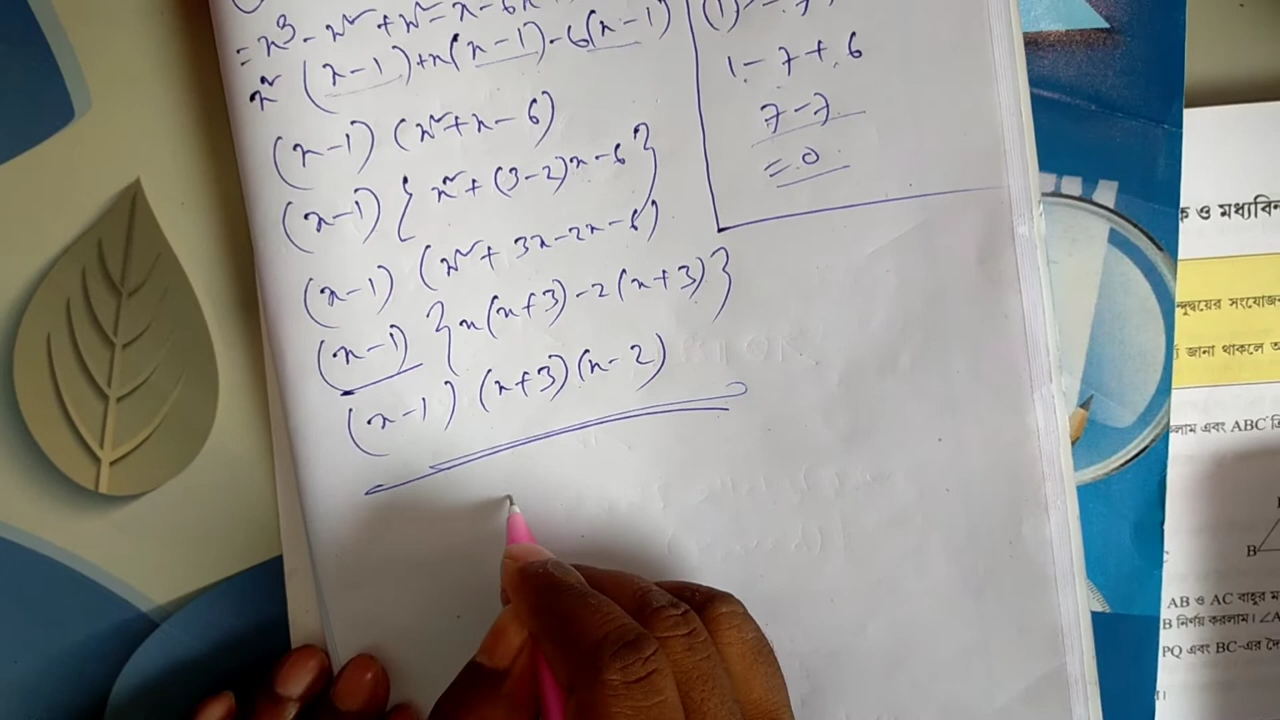 = x³ - x² + x² - x - 6x
x² (x-1) + x(x-1) - 6(x-1)
(x-1) (x² + x - 6)
(x-1) { x² + (3-2)x - 6 }
(x-1) (x² + 3x - 2x - 6)
(x-1) { x(x+3) - 2(x+3) }
(x-1) (x+3) (x-2)
1 - 7 + 6
7 - 7
= 0
ও মধ্যবিন
ন্দুদ্বয়ের সংযোজ
জানা থাকলে
এবং ABC
B
AB ও AC বাহুর ম
B নির্ণয় করলাম। ∠A
PQ এবং BC-এর দৈ